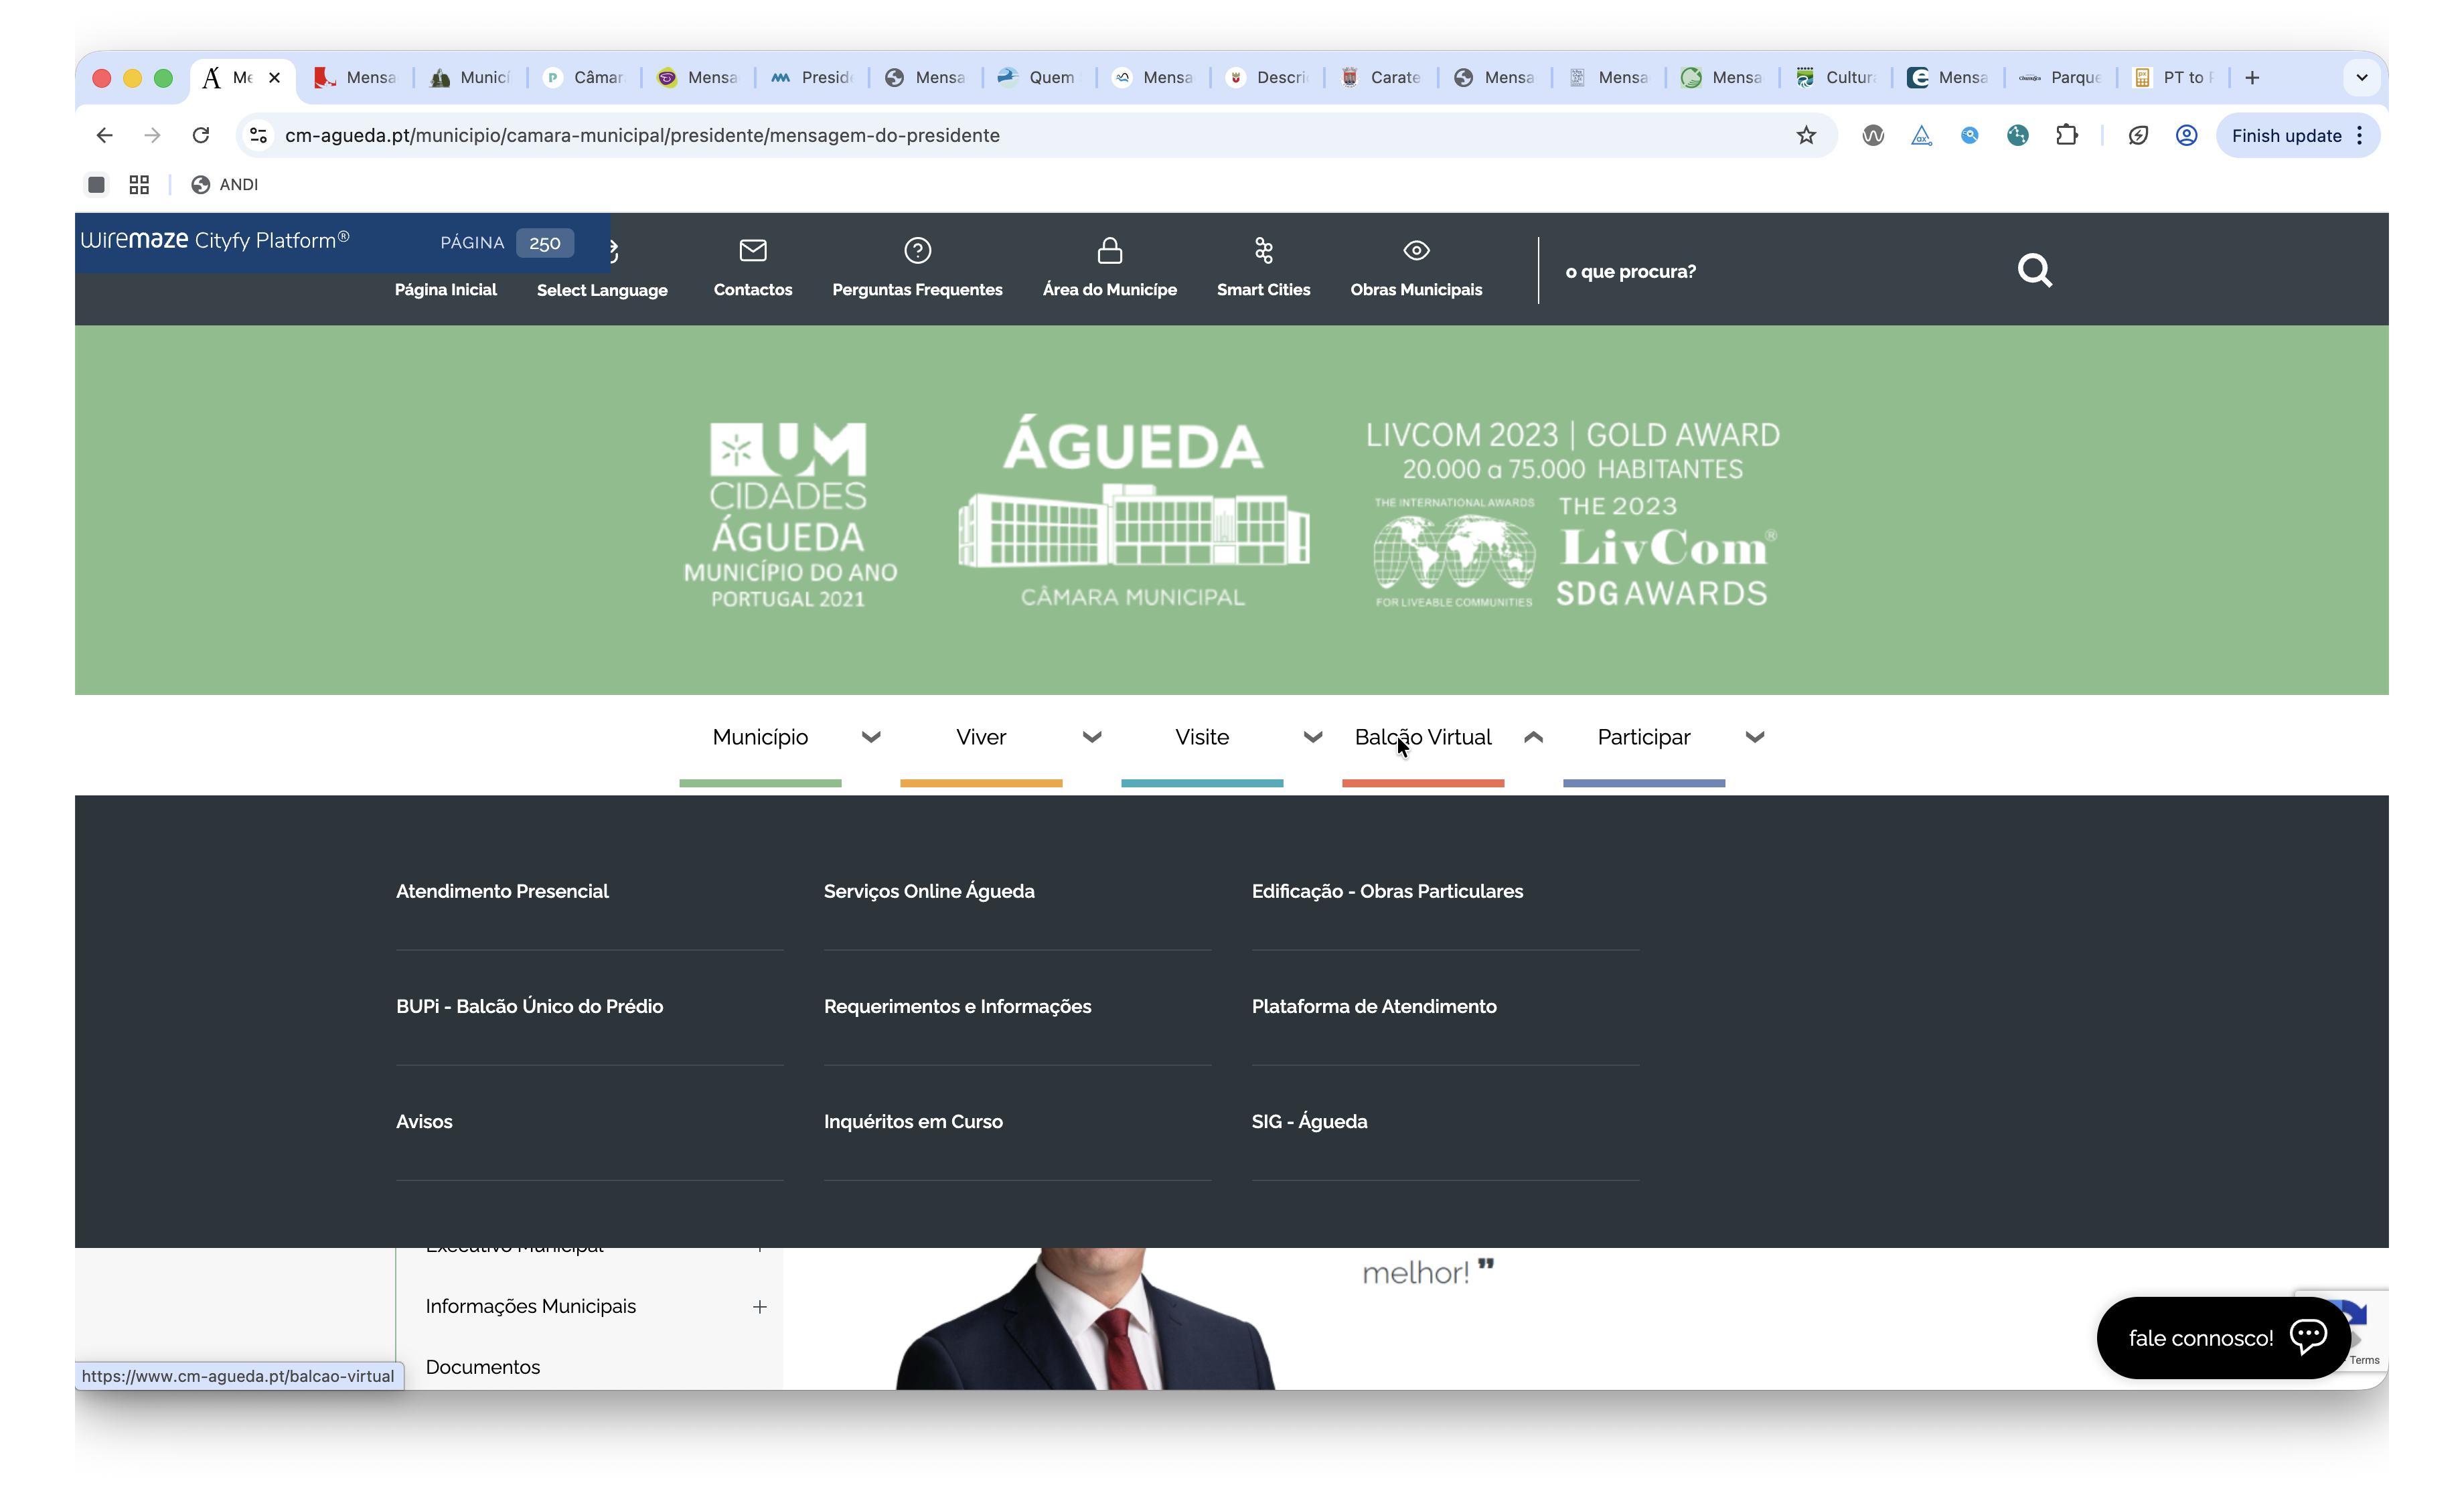 Me
Mensa
Municí
Câmar
Mensa
Presid
Mensa
Quem
Mensa
Descri
Carate
Mensa
Mensa
Mensa
Cultur
Mensa
Parque
PT to
cm-agueda.pt/municipio/camara-municipal/presidente/mensagem-do-presidente
Finish update
ANDI
wiremaze Cityfy Platform®
PÁGINA 250
Página Inicial
Select Language
Contactos
Perguntas Frequentes
Área do Munícipe
Smart Cities
Obras Municipais
o que procura?
UM
CIDADES
ÁGUEDA
MUNICÍPIO DO ANO
PORTUGAL 2021
ÁGUEDA
CÂMARA MUNICIPAL
LIVCOM 2023 | GOLD AWARD
20.000 a 75.000 HABITANTES
THE INTERNATIONAL AWARDS
FOR LIVEABLE COMMUNITIES
THE 2023
LivCom®
SDG AWARDS
Município
Viver
Visite
Balcão Virtual
Participar
Atendimento Presencial
Serviços Online Águeda
Edificação - Obras Particulares
BUPi - Balcão Único do Prédio
Requerimentos e Informações
Plataforma de Atendimento
Avisos
Inquéritos em Curso
SIG - Águeda
Executivo Municipal
Informações Municipais
Documentos
melhor! ”
fale connosco!
Terms
https://www.cm-agueda.pt/balcao-virtual